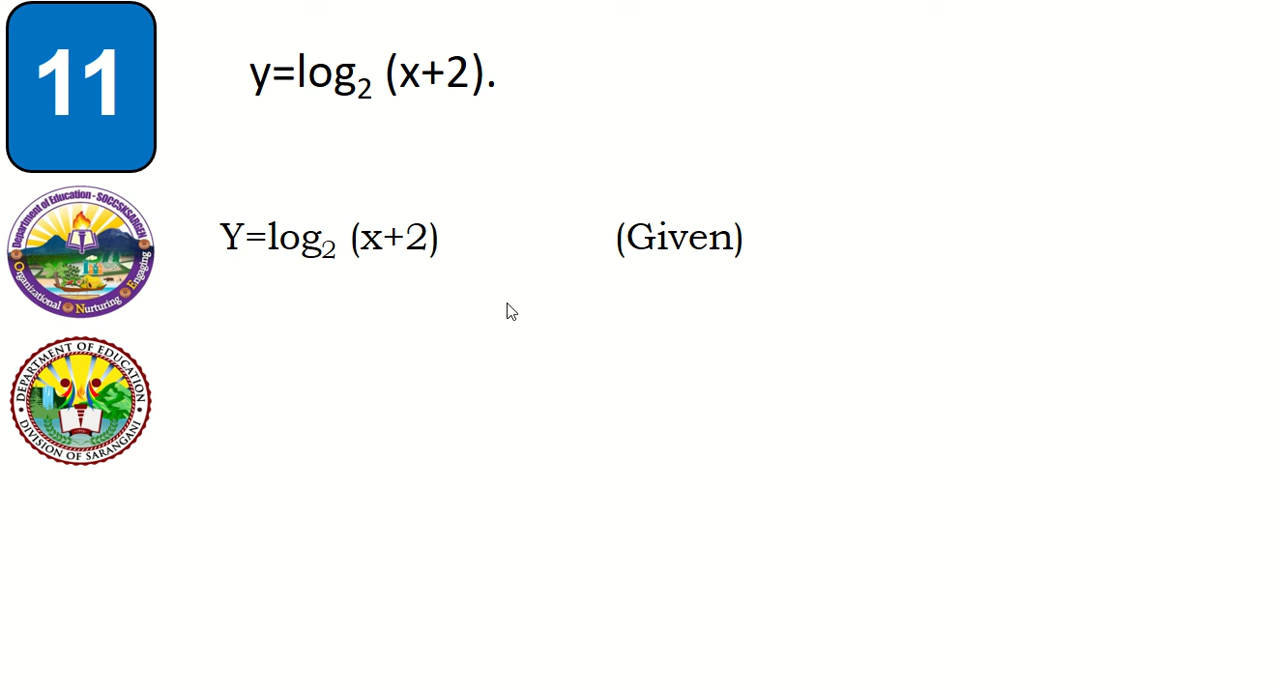 11
y=log₂ (x+2).
Department of Education - SOCCSKSARGEN
Organizational Nurturing Engaging
Y=log₂ (x+2) (Given)
DEPARTMENT OF EDUCATION
DIVISION OF SARANGANI